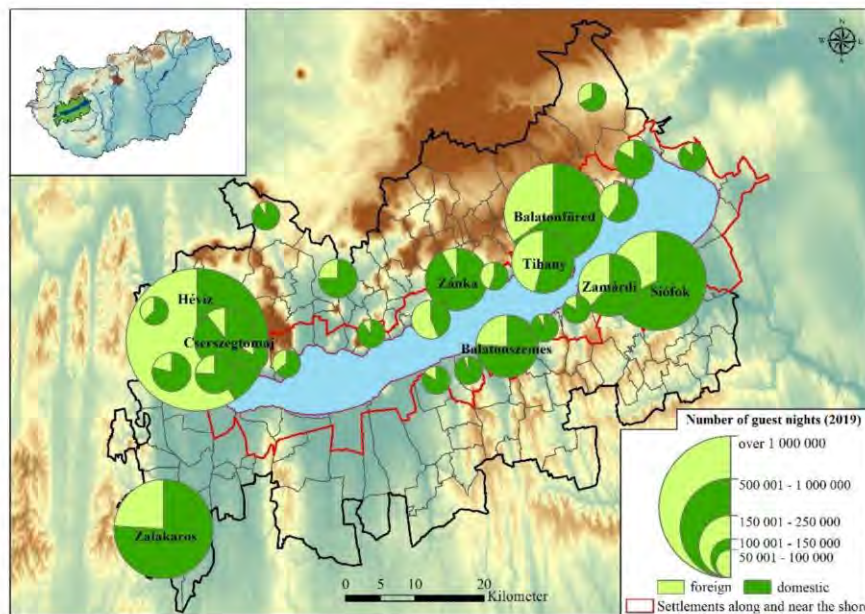 N
W
E
S
Balatonfüred
Tihany
Zánka
Zamárdi
Siófok
Hévíz
Cserszegtomaj
Balatonszemes
Zalakaros
Number of guest nights (2019)
over 1 000 000
500 001 - 1 000 000
150 001 - 250 000
100 001 - 150 000
50 001 - 100 000
foreign domestic
Settlements along and near the sho
0 5 10 20
Kilometer